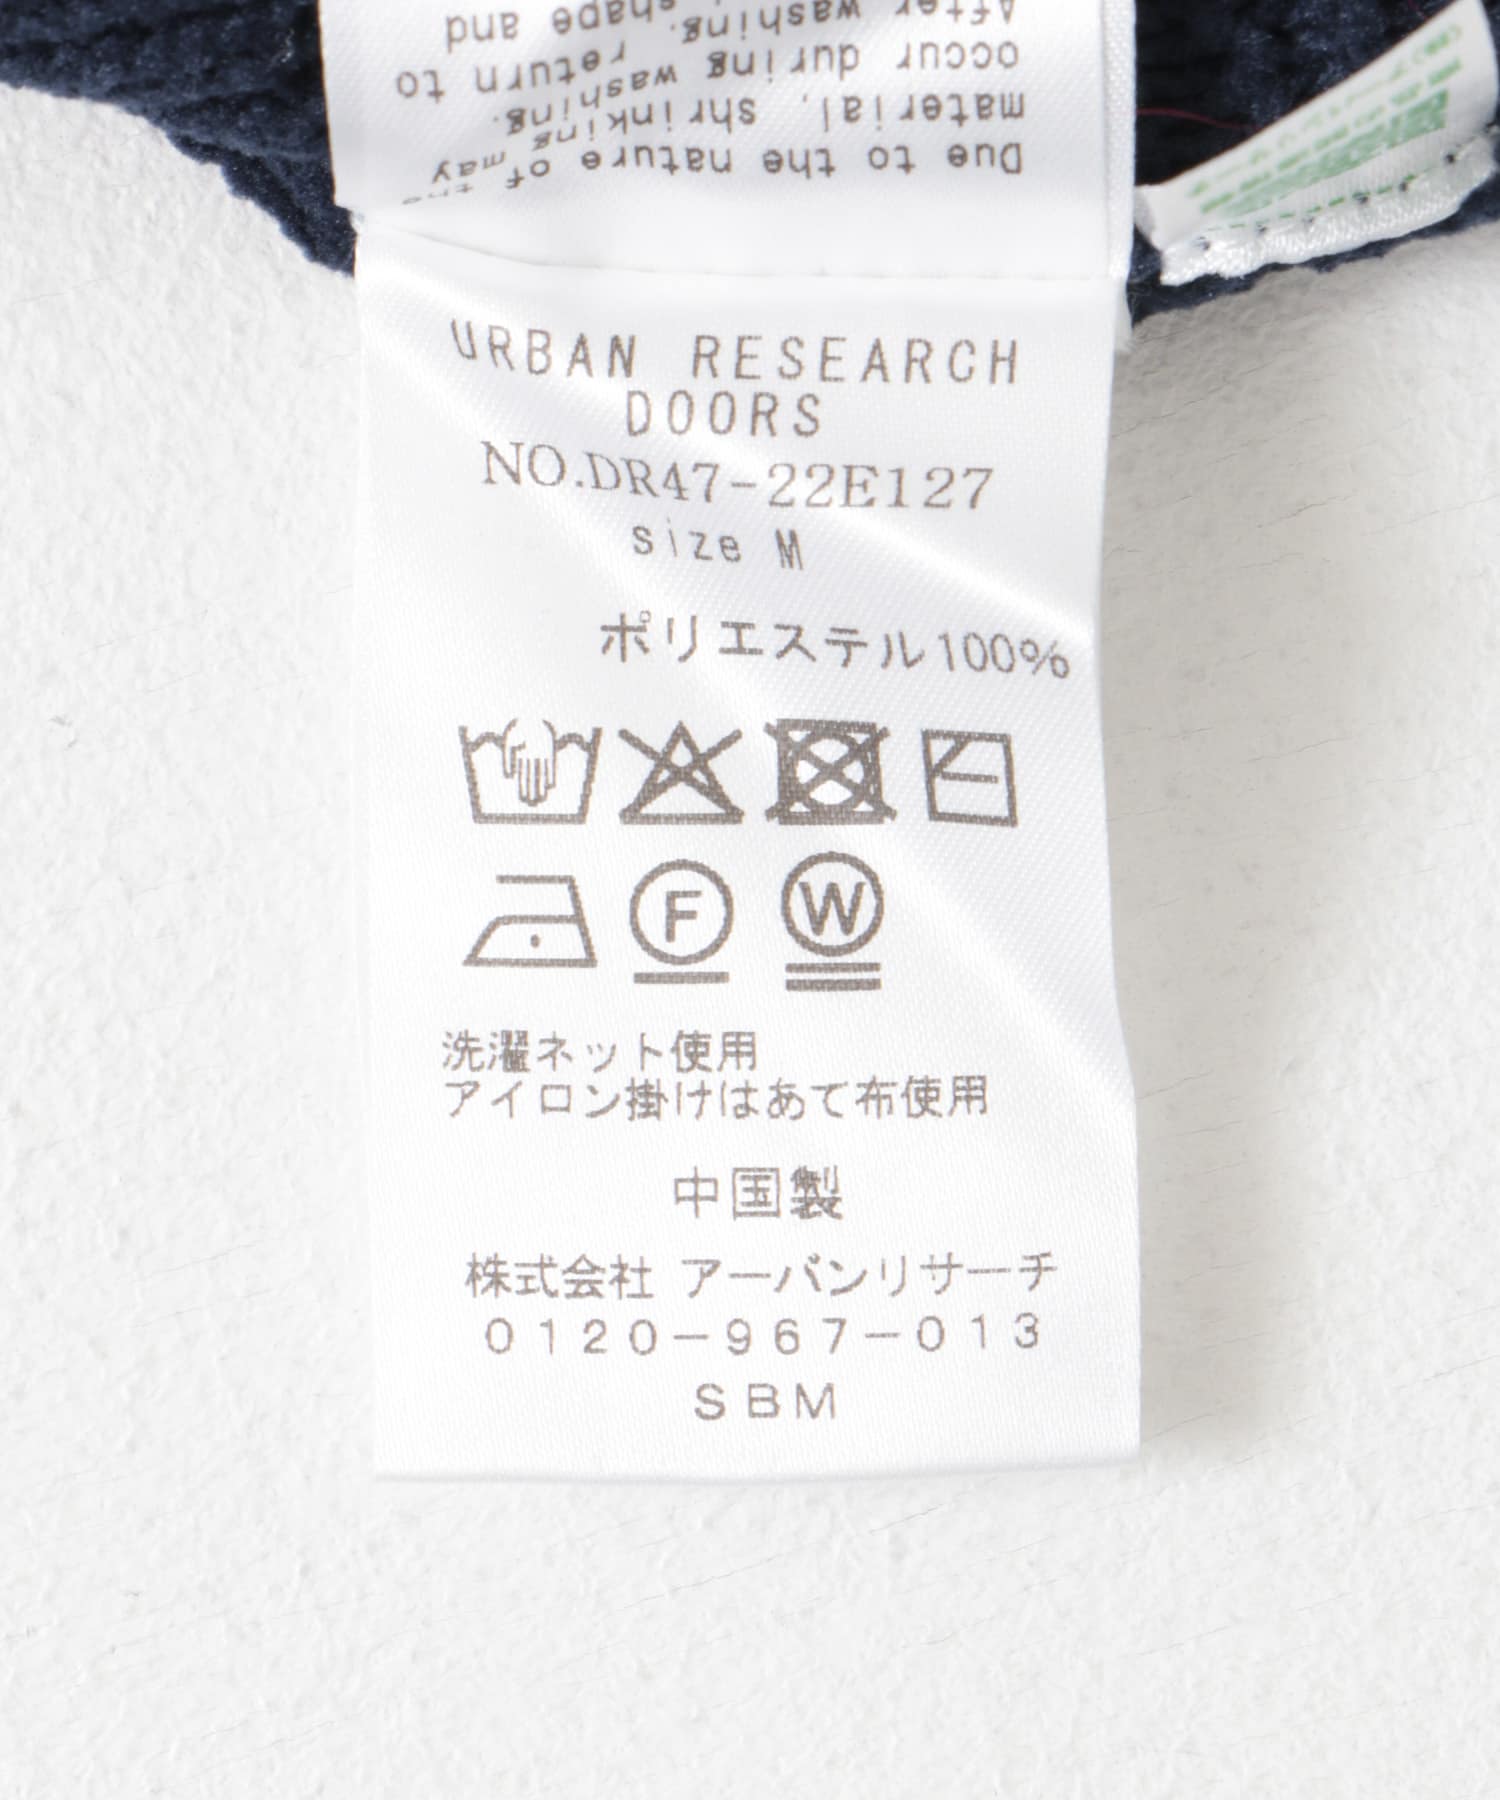 Due to the nature of the
material, shrinking may
occur during washing.
After washing, return to
shape and
URBAN RESEARCH
DOORS
NO.DR47-22E127
size M
ポリエステル100%
F
W
洗濯ネット使用
アイロン掛けはあて布使用
中国製
株式会社 アーバンリサーチ
0120-967-013
SBM